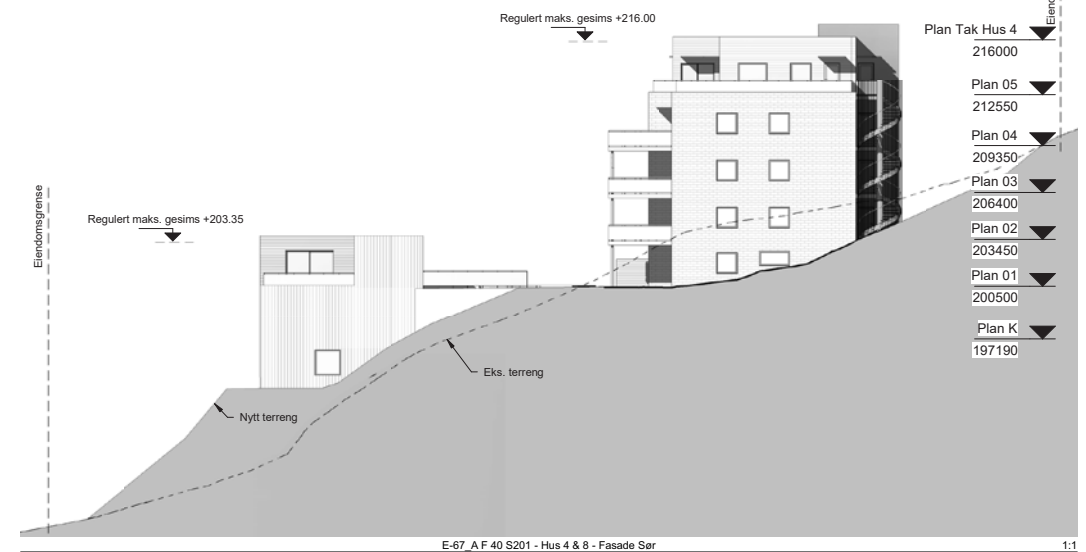 Regulert maks. gesims +216.00
Plan Tak Hus 4
216000
Plan 05
212550
Plan 04
209350
Plan 03
206400
Plan 02
203450
Plan 01
200500
Plan K
197190
Eiendomsgrense
Regulert maks. gesims +203.35
Eks. terreng
Nytt terreng
E-67_A F 40 S201 - Hus 4 & 8 - Fasade Sør